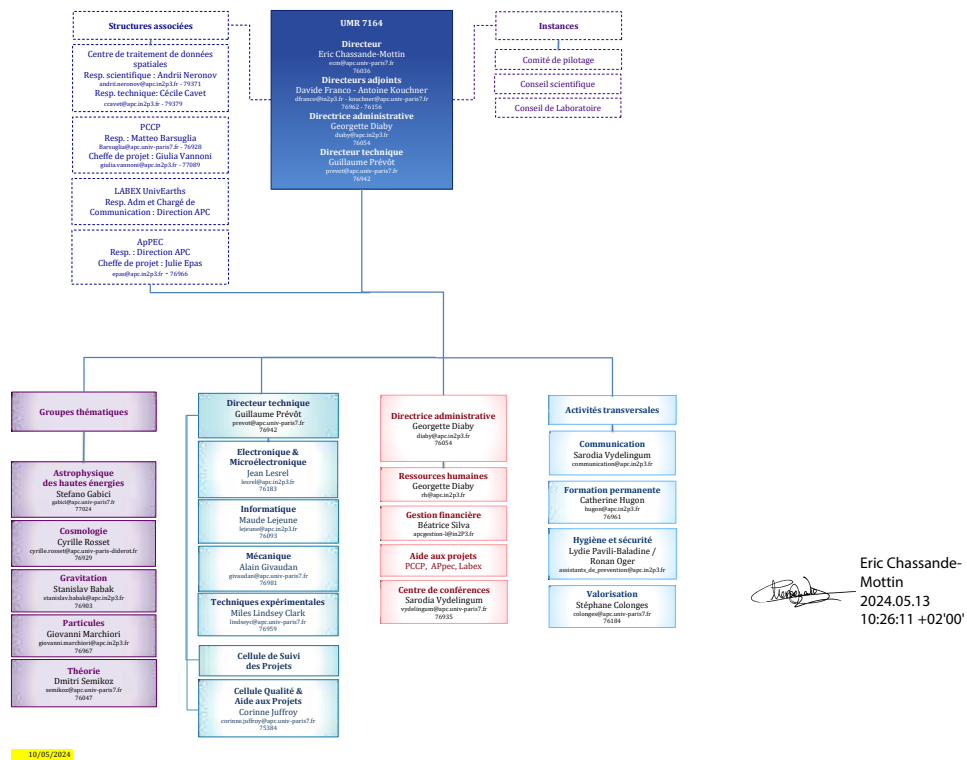 Structures associées
Centre de traitement de données
spatiales
Resp. scientifique : Andrii Neronov
andrii.neronov@apc.in2p3.fr - 79371
Resp. technique: Cécile Cavet
ccavet@apc.in2p3.fr - 79379
PCCP
Resp. : Matteo Barsuglia
Barsuglia@apc.univ-paris7.fr - 76928
Cheffe de projet : Giulia Vannoni
giulia.vannoni@apc.in2p3.fr - 77089
LABEX UnivEarths
Resp. Adm et Chargé de
Communication : Direction APC
ApPEC
Resp. : Direction APC
Cheffe de projet : Julie Epas
epas@apc.in2p3.fr - 76966
UMR 7164
Directeur
Eric Chassande-Mottin
ecm@apc.univ-paris7.fr
76036
Directeurs adjoints
Davide Franco - Antoine Kouchner
dfranco@in2p3.fr - kouchner@apc.univ-paris7.fr
76962 - 76156
Directrice administrative
Georgette Diaby
diaby@apc.in2p3.fr
76054
Directeur technique
Guillaume Prévôt
prevot@apc.univ-paris7.fr
76942
Instances
Comité de pilotage
Conseil scientifique
Conseil de Laboratoire
Groupes thématiques
Astrophysique
des hautes énergies
Stefano Gabici
gabici@apc.univ-paris7.fr
77024
Cosmologie
Cyrille Rosset
cyrille.rosset@apc.univ-paris-diderot.fr
76929
Gravitation
Stanislav Babak
stanislav.babak@apc.in2p3.fr
76903
Particules
Giovanni Marchiori
giovanni.marchiori@apc.in2p3.fr
76967
Théorie
Dmitri Semikoz
semikoz@apc.univ-paris7.fr
76047
Directeur technique
Guillaume Prévôt
prevot@apc.univ-paris7.fr
76942
Electronique &
Microélectronique
Jean Lesrel
lesrel@apc.in2p3.fr
76183
Informatique
Maude Lejeune
lejeune@apc.in2p3.fr
76093
Mécanique
Alain Givaudan
givaudan@apc.univ-paris7.fr
76981
Techniques expérimentales
Miles Lindsey Clark
lindseyc@apc.univ-paris7.fr
76959
Cellule de Suivi
des Projets
Cellule Qualité &
Aide aux Projets
Corinne Juffroy
corinne.juffroy@apc.univ-paris7.fr
75384
Directrice administrative
Georgette Diaby
diaby@apc.in2p3.fr
76054
Ressources humaines
Georgette Diaby
rh@apc.in2p3.fr
Gestion financière
Béatrice Silva
apcgestion-l@in2P3.fr
Aide aux projets
PCCP, APpec, Labex
Centre de conférences
Sarodia Vydelingum
vydelingum@apc.univ-paris7.fr
76935
Activités transversales
Communication
Sarodia Vydelingum
communication@apc.in2p3.fr
Formation permanente
Catherine Hugon
hugon@apc.in2p3.fr
76961
Hygiène et sécurité
Lydie Pavili-Baladine /
Ronan Oger
assistants_de_prevention@apc.in2p3.fr
Valorisation
Stéphane Colonges
colonges@apc.univ-paris7.fr
76184
Eric Chassande-
Mottin
2024.05.13
10:26:11 +02'00'
10/05/2024